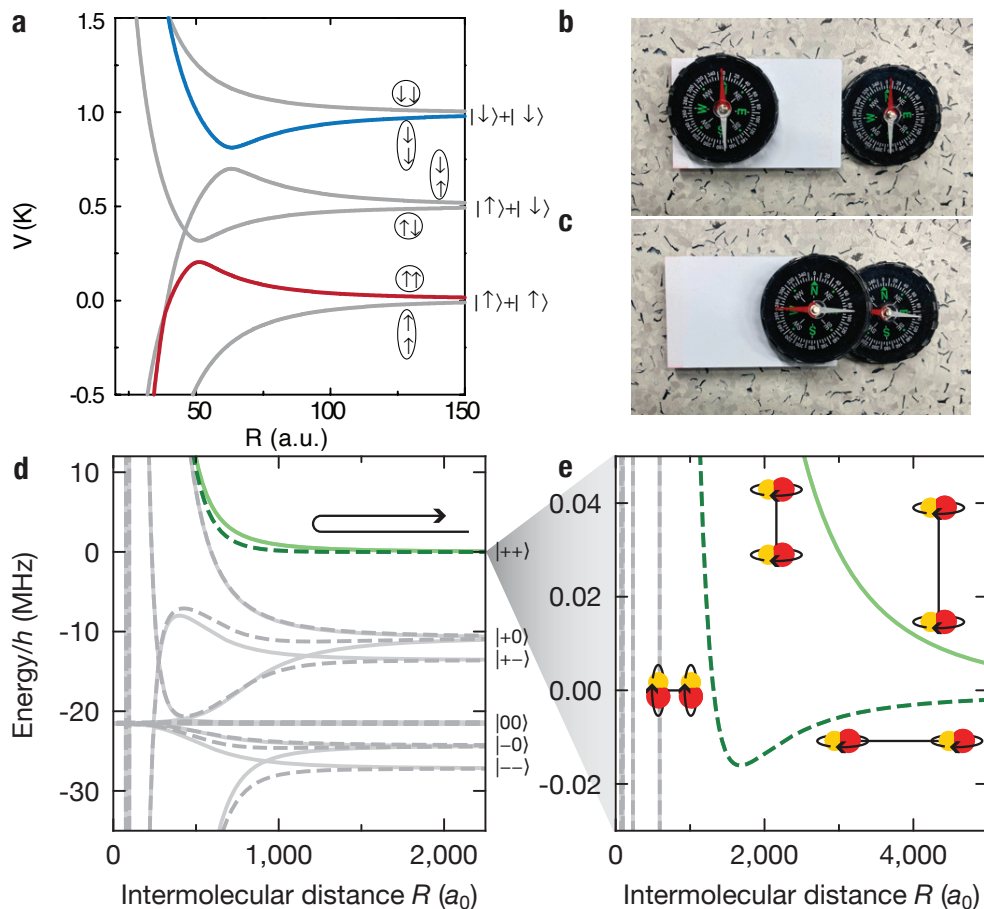 a
1.5
1.0
0.5
0.0
-0.5
V(K)
50
100
150
R (a.u.)
↓↓
↓
↓
↓
↑
↑↓
↑↑
↑
↑
|↓⟩+|↓⟩
|↑⟩+|↓⟩
|↑⟩+|↑⟩
b
N
NE
E
W
NW
c
N
S
d
10
0
-10
-20
-30
Energy/h (MHz)
0
1,000
2,000
Intermolecular distance R (a₀)
|++⟩
|+0⟩
|+−⟩
|00⟩
|−0⟩
|−−⟩
e
0.04
0.02
0.00
-0.02
0
2,000
4,000
Intermolecular distance R (a₀)